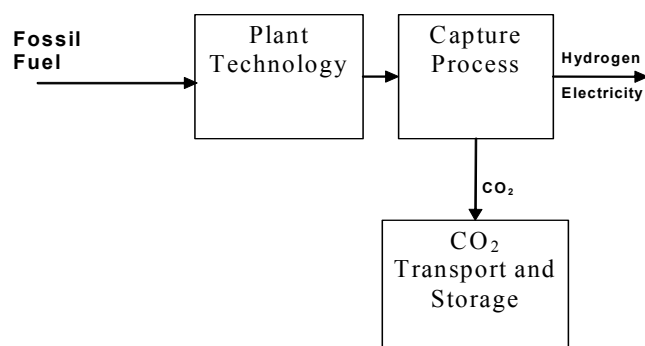 Fossil
Fuel
Plant
Technology
Capture
Process
Hydrogen
Electricity
CO₂
CO₂
Transport and
Storage